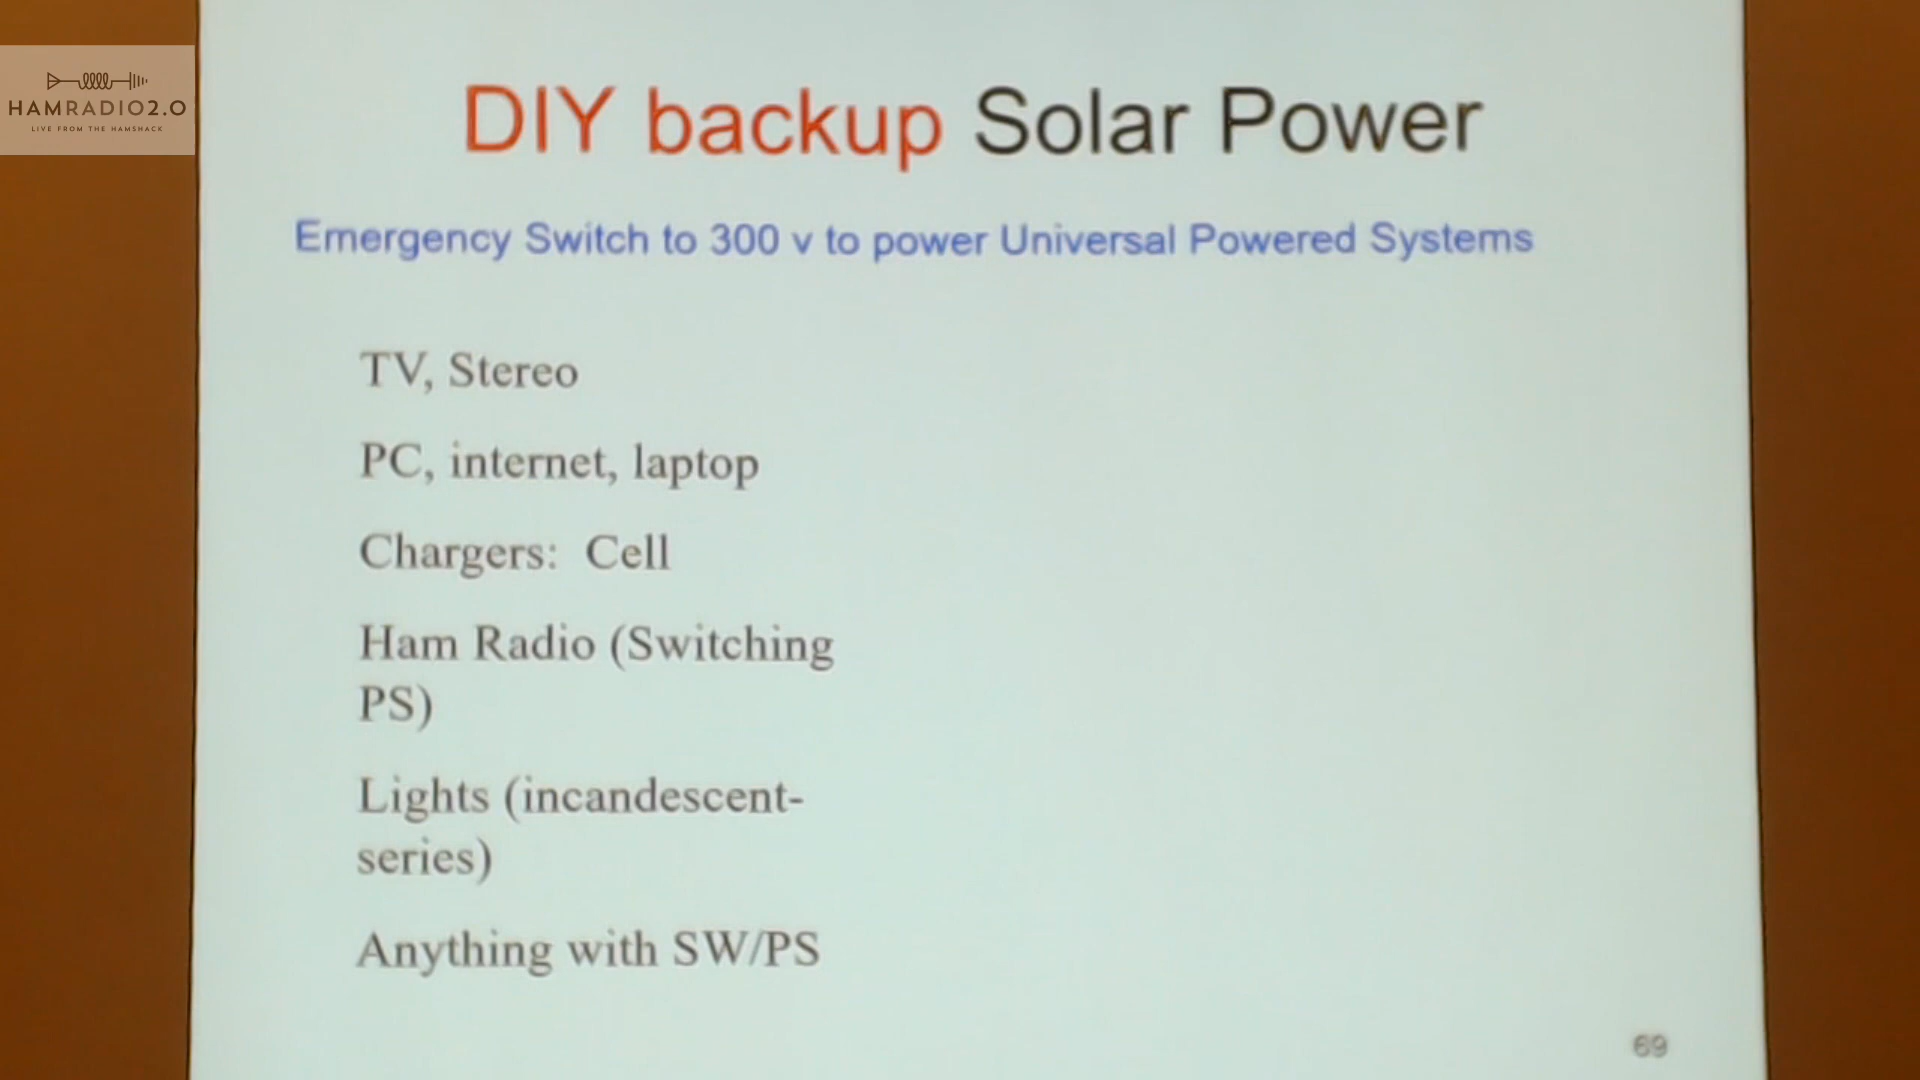 HAMRADIO2.0
LIVE FROM THE HAMSHACK
DIY backup Solar Power
Emergency Switch to 300 v to power Universal Powered Systems
TV, Stereo
PC, internet, laptop
Chargers:  Cell
Ham Radio (Switching
PS)
Lights (incandescent-
series)
Anything with SW/PS
69